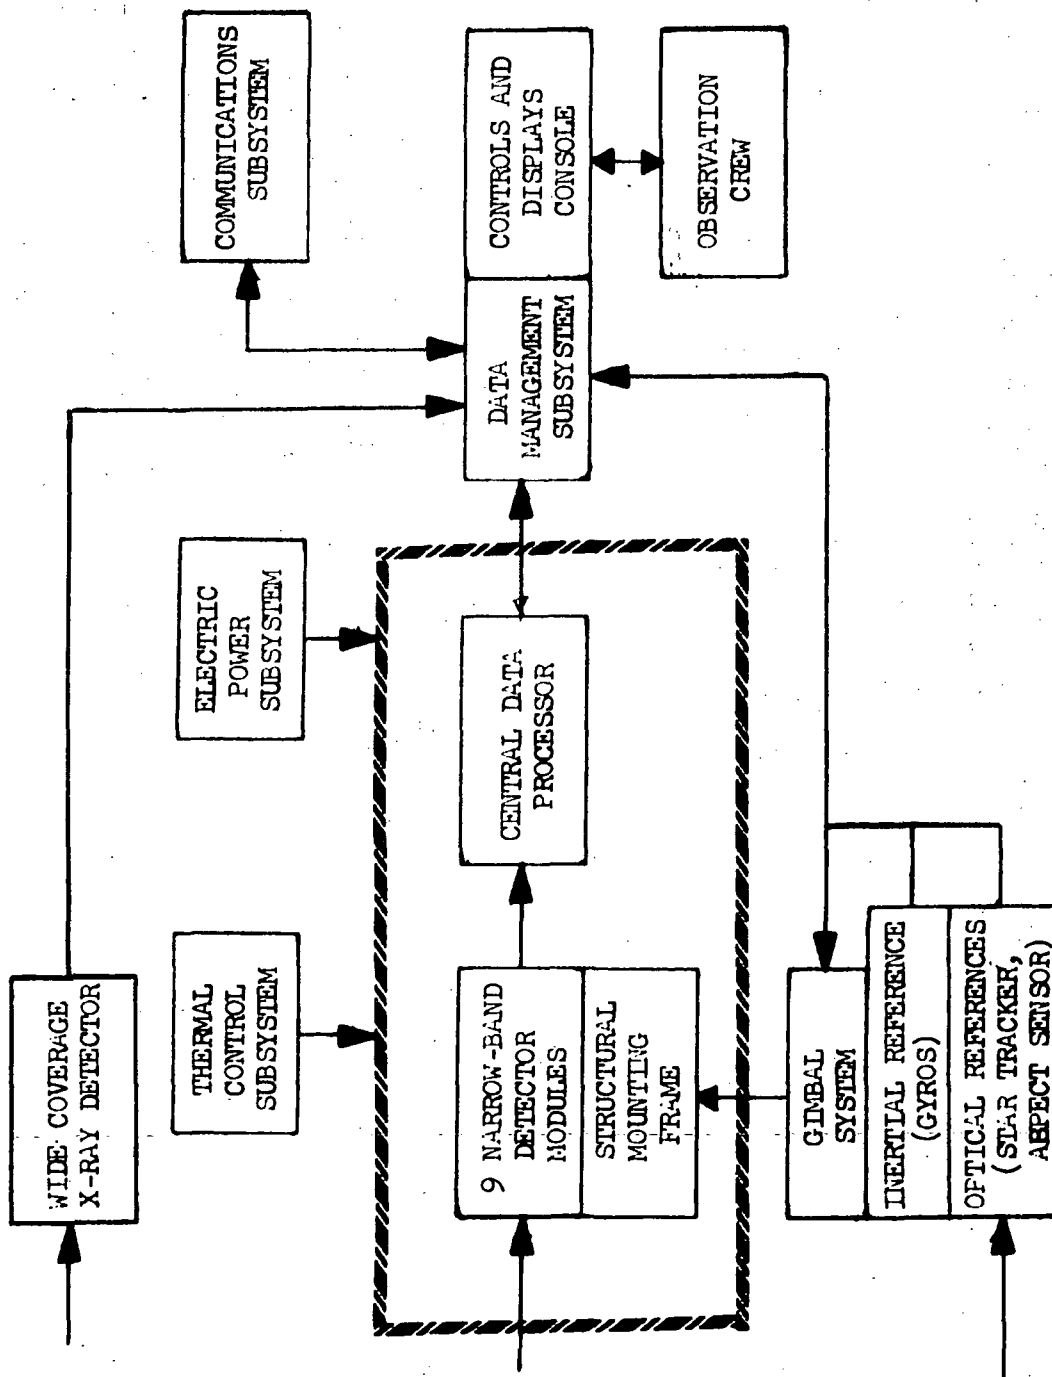 WIDE COVERAGE
X-RAY DETECTOR
THERMAL
CONTROL
SUBSYSTEM
ELECTRIC
POWER
SUBSYSTEM
COMMUNICATIONS
SUBSYSTEM
9 NARROW-BAND
DETECTOR
MODULES
STRUCTURAL
MOUNTING
FRAME
CENTRAL DATA
PROCESSOR
DATA
MANAGEMENT
SUBSYSTEM
CONTROLS AND
DISPLAYS
CONSOLE
OBSERVATION
CREW
GIMBAL
SYSTEM
INERTIAL REFERENCE
(GYROS)
OPTICAL REFERENCES
(STAR TRACKER,
ASPECT SENSOR)